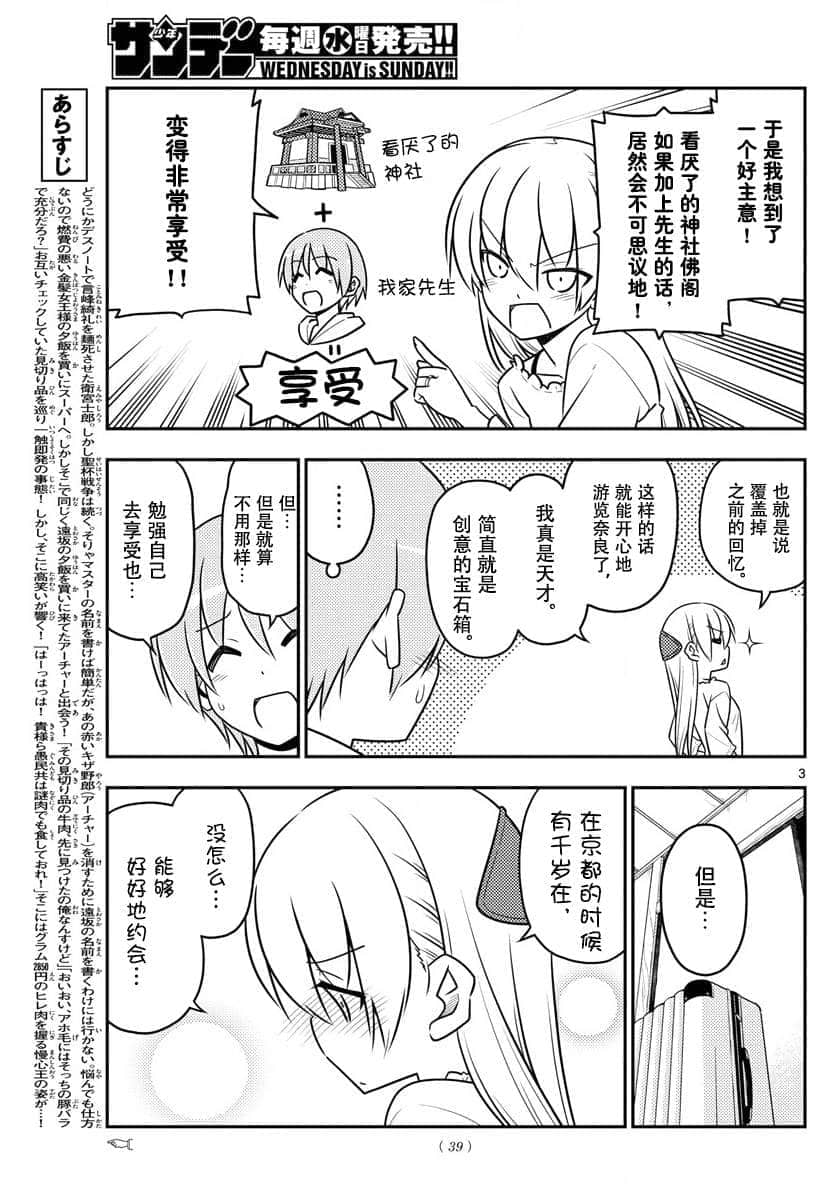 少年サンデー 毎週水曜日発売!!
WEDNESDAY is SUNDAY!!
あらすじ
どうにかデスノートで言峰綺礼を麺死させた衛宮士郎。しかし聖杯戦争は続く。そりゃマスターの名前を書けば簡単だが、あの赤いキザ野郎(アーチャー)を消すために遠坂の名前を書くわけには行かない。悩んでも仕方
ないので燃費の悪い金髪女王様の夕飯を買いにスーパーへ。しかしそこで同じく遠坂の夕飯を買いに来てたアーチャーと出会う!「その見切り品の牛肉、先に見つけたの俺なんすけど」「おいおい、アホ毛にはそっちの豚バラ
で充分だろ?」お互いチェックしていた見切り品を巡り一触即発の事態!しかし、そこに高笑いが響く!「はーっはっは!貴様ら愚民共は謎肉でも食しておれ!」そこにはグラム2850円のヒレ肉を握る慢心王の姿が…!
于是我想到了
一个好主意!
看厌了的神社佛阁
如果加上先生的话,
居然会不可思议地!
看厌了的
神社
+
我家先生
=
享受
变得非常
享受!!
也就是说
覆盖掉
之前的回忆。
这样的话
就能开心地
游览奈良了,
我真是天才。
简直就是
创意的宝石箱。
……?
但…
但是就算
不用那样…
勉强自己
去享受也…
3
但是…
在京都的时候
有千岁在,
没怎么…
能够
好好地约会…
(39)